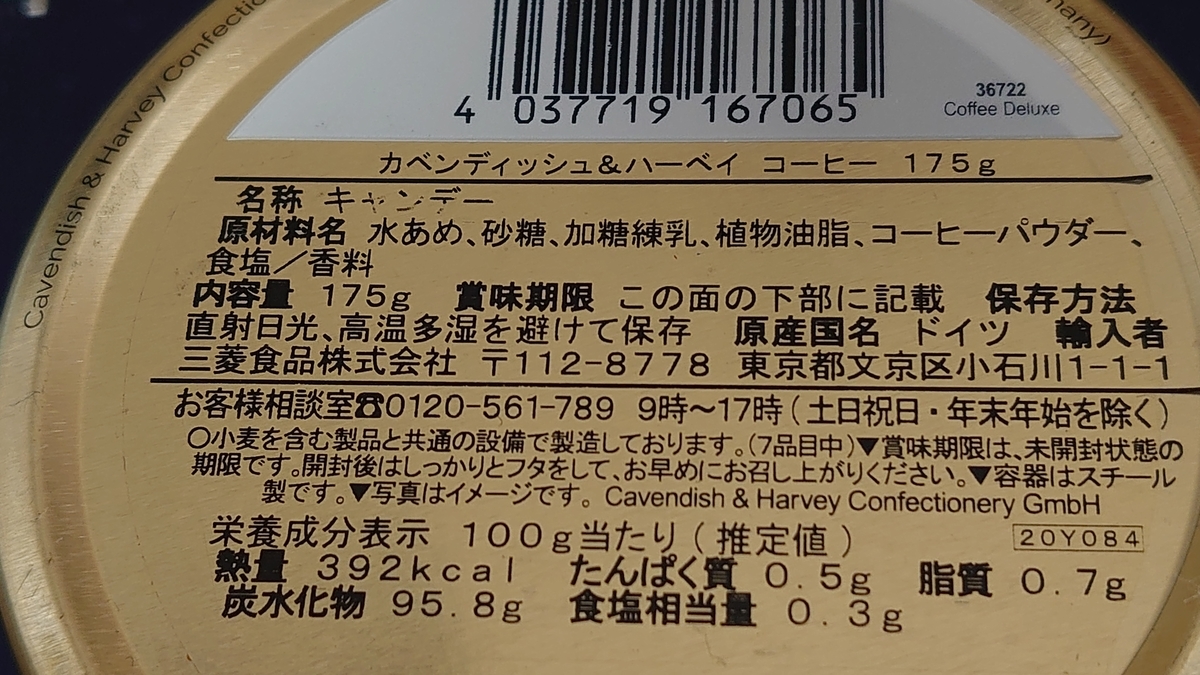 Cavendish & Harvey
4 037719 167065
36722
Coffee Deluxe
カベンディッシュ&ハーベイ コーヒー 175g
名称 キャンデー
原材料名 水あめ、砂糖、加糖練乳、植物油脂、コーヒーパウダー、
食塩／香料
内容量 175g 賞味期限 この面の下部に記載 保存方法
直射日光、高温多湿を避けて保存 原産国名 ドイツ 輸入者
三菱食品株式会社 〒112-8778 東京都文京区小石川1-1-1
お客様相談室☎0120-561-789 9時〜17時(土日祝日・年末年始を除く)
○小麦を含む製品と共通の設備で製造しております。(7品目中)▼賞味期限は、未開封状態の
期限です。開封後はしっかりとフタをして、お早めにお召し上がりください。▼容器はスチール
製です。▼写真はイメージです。 Cavendish & Harvey Confectionery GmbH
栄養成分表示 100g当たり(推定値)
20Y084
熱量 392kcal たんぱく質 0.5g 脂質 0.7g
炭水化物 95.8g 食塩相当量 0.3g